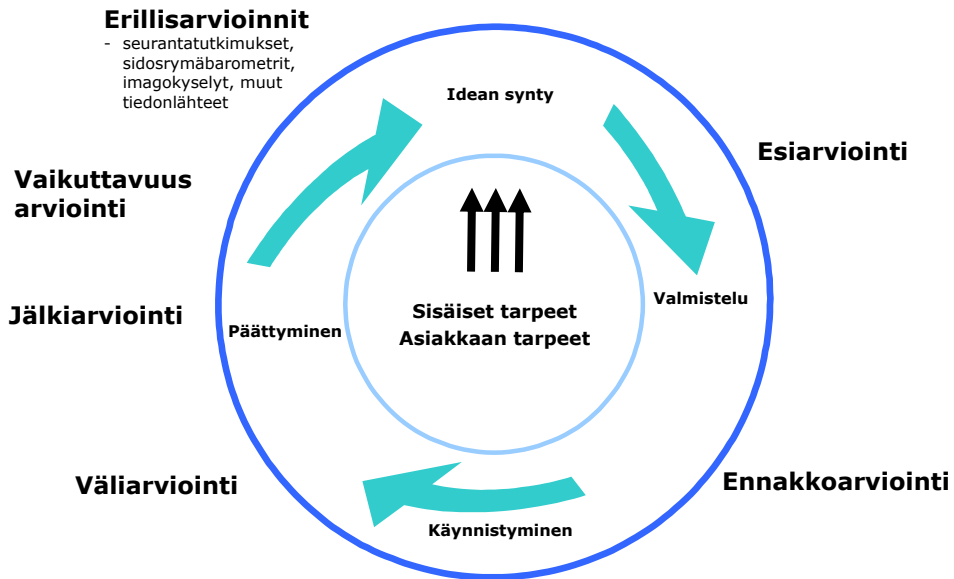 Erillisarvioinnit
- seurantatutkimukset,
sidosrymäbarometrit,
imagokyselyt, muut
tiedonlähteet
Idean synty
Esiarviointi
Vaikuttavuus
arviointi
Valmistelu
Sisäiset tarpeet
Asiakkaan tarpeet
Jälkiarviointi
Päättyminen
Väliarviointi
Ennakkoarviointi
Käynnistyminen